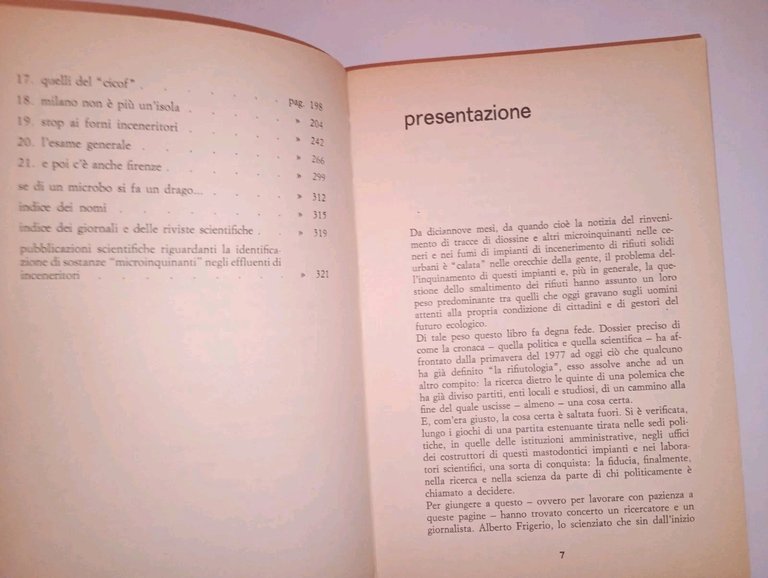 17. quelli del "cicof" . . . . . . . pag. 198
18. milano non è più un'isola . . . . . . » 204
19. stop ai forni inceneritori . . . . . . » 242
20. l'esame generale . . . . . . . » 266
21. e poi c'è anche firenze . . . . . . » 299
se di un microbo si fa un drago... . . . . . » 312
indice dei nomi . . . . . . . . » 315
indice dei giornali e delle riviste scientifiche . . . » 319
pubblicazioni scientifiche riguardanti la identifica-
zione di sostanze "microinquinanti" negli effluenti di
inceneritori . . . . . . . . » 321
presentazione
Da diciannove mesi, da quando cioè la notizia del rinveni-
mento di tracce di diossine e altri microinquinanti nelle ce-
neri e nei fumi di impianti di incenerimento di rifiuti solidi
urbani è "calata" nelle orecchie della gente, il problema del-
l'inquinamento di questi impianti e, più in generale, la que-
stione dello smaltimento dei rifiuti hanno assunto un loro
peso predominante tra quelli che oggi gravano sugli uomini
attenti alla propria condizione di cittadini e di gestori del
futuro ecologico.
Di tale peso questo libro fa degna fede. Dossier preciso di
come la cronaca – quella politica e quella scientifica – ha af-
frontato dalla primavera del 1977 ad oggi ciò che qualcuno
ha già definito "la rifiutologia", esso assolve anche ad un
altro compito: la ricerca dietro le quinte di una polemica che
ha già diviso partiti, enti locali e studiosi, di un cammino alla
fine del quale uscisse – almeno – una cosa certa.
E, com'era giusto, la cosa certa è saltata fuori. Si è verificata,
lungo i giochi di una partita estenuante tirata nelle sedi poli-
tiche, in quelle delle istituzioni amministrative, negli uffici
dei costruttori di questi mastodontici impianti e nei labora-
tori scientifici, una sorta di conquista: la fiducia, finalmente,
nella ricerca e nella scienza da parte di chi politicamente è
chiamato a decidere.
Per giungere a questo – ovvero per lavorare con pazienza a
queste pagine – hanno trovato concerto un ricercatore e un
giornalista. Alberto Frigerio, lo scienziato che sin dall'inizio
7